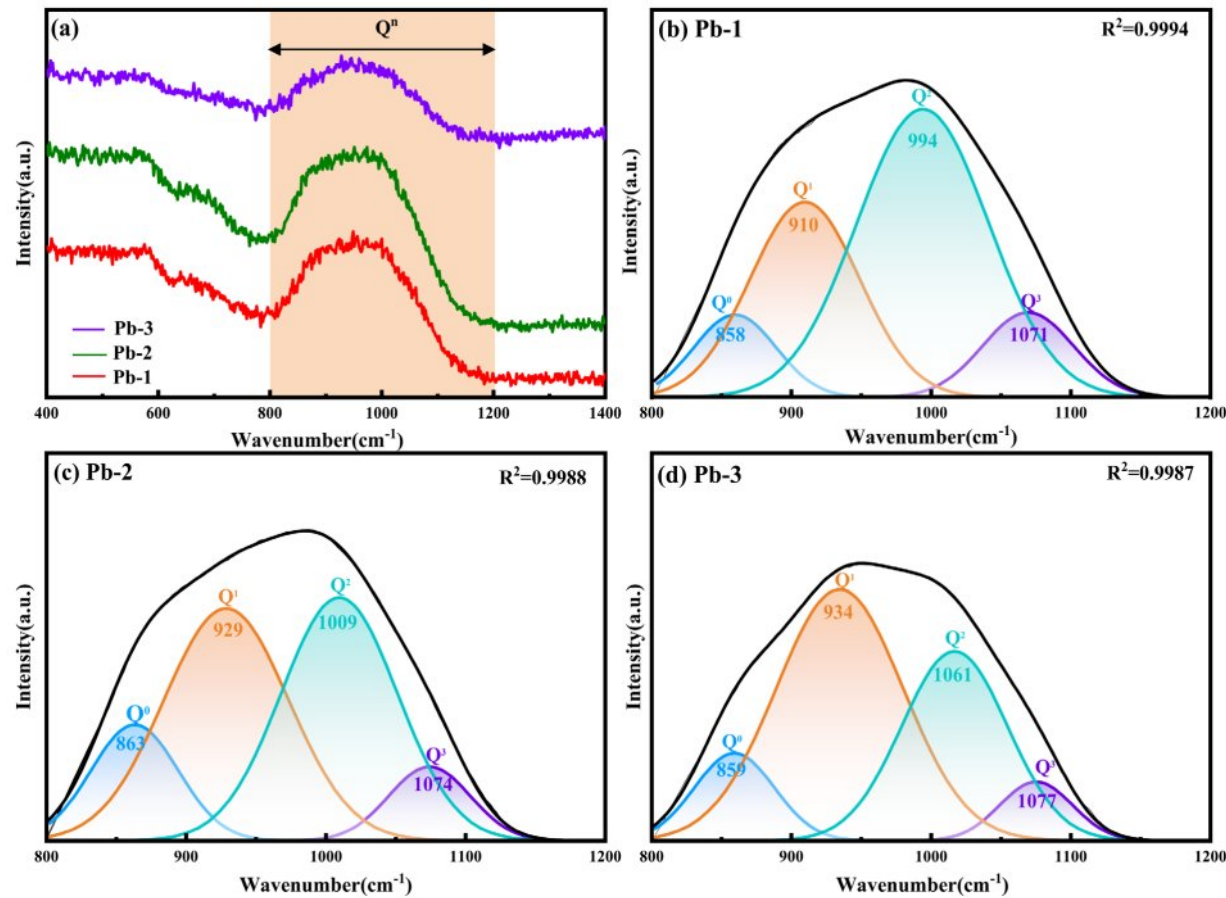 (a)
Qⁿ
Intensity(a.u.)
Pb-3
Pb-2
Pb-1
400 600 800 1000 1200 1400
Wavenumber(cm⁻¹)
(b) Pb-1
R²=0.9994
Intensity(a.u.)
Q⁰
858
Q¹
910
Q²
994
Q³
1071
800 900 1000 1100 1200
Wavenumber(cm⁻¹)
(c) Pb-2
R²=0.9988
Intensity(a.u.)
Q⁰
863
Q¹
929
Q²
1009
Q³
1074
800 900 1000 1100 1200
Wavenumber(cm⁻¹)
(d) Pb-3
R²=0.9987
Intensity(a.u.)
Q⁰
859
Q¹
934
Q²
1061
Q³
1077
800 900 1000 1100 1200
Wavenumber(cm⁻¹)